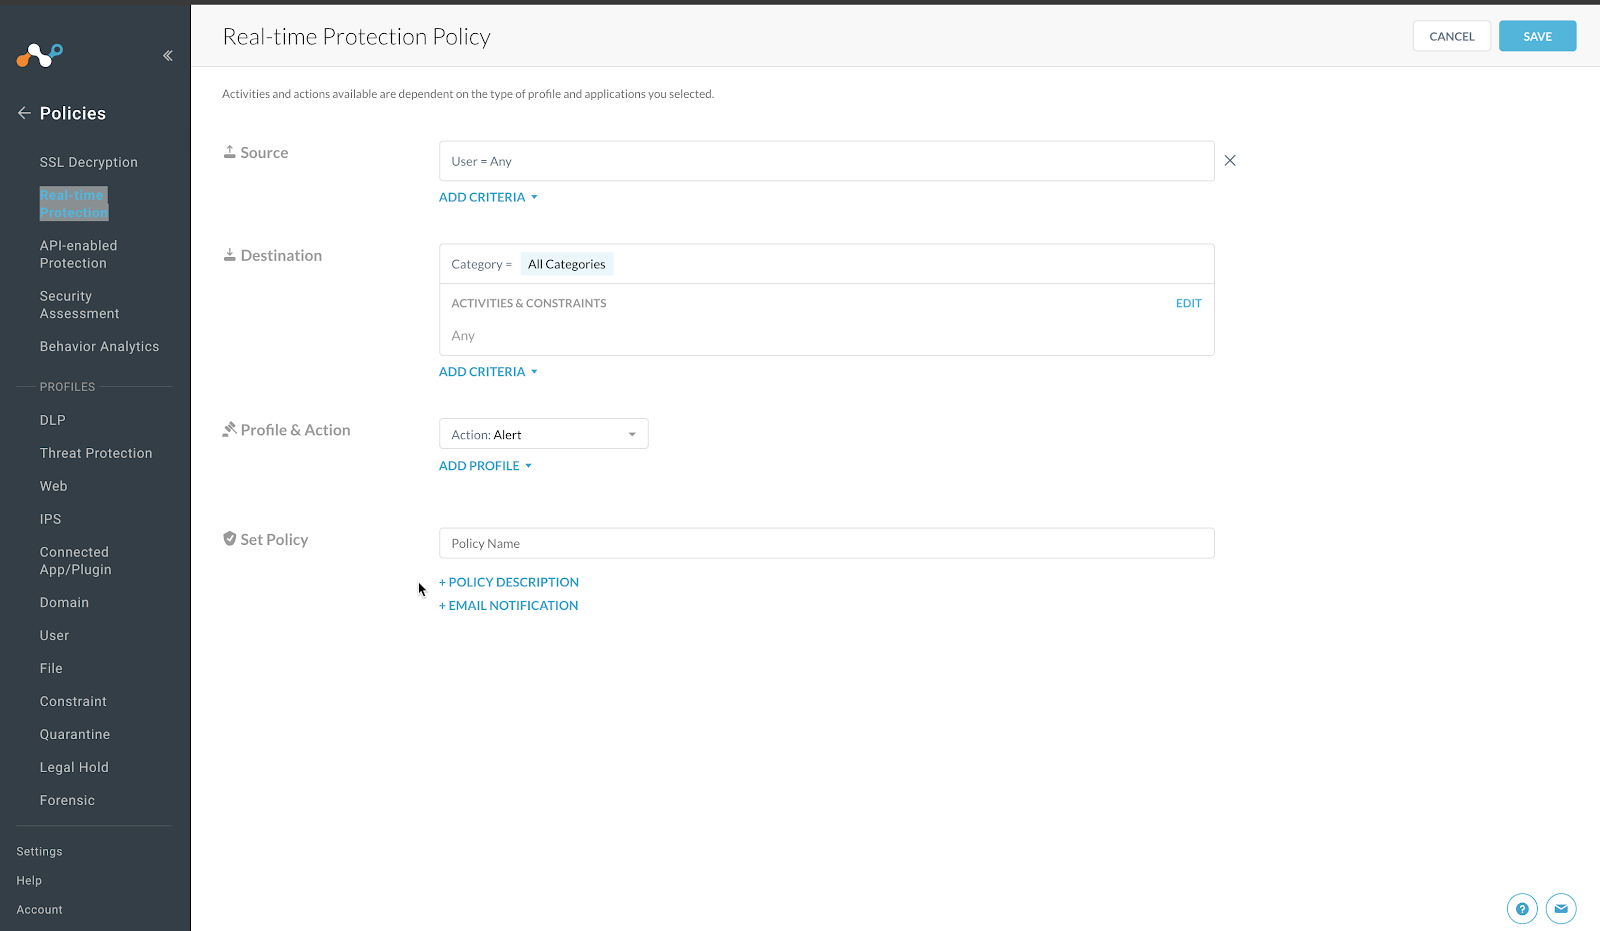 Real-time Protection Policy
CANCEL
SAVE
Policies
SSL Decryption
Real-time
Protection
API-enabled
Protection
Security
Assessment
Behavior Analytics
PROFILES
DLP
Threat Protection
Web
IPS
Connected
App/Plugin
Domain
User
File
Constraint
Quarantine
Legal Hold
Forensic
Settings
Help
Account
Activities and actions available are dependent on the type of profile and applications you selected.
Source
User = Any
ADD CRITERIA
Destination
Category = All Categories
ACTIVITIES & CONSTRAINTS
EDIT
Any
ADD CRITERIA
Profile & Action
Action: Alert
ADD PROFILE
Set Policy
Policy Name
+ POLICY DESCRIPTION
+ EMAIL NOTIFICATION